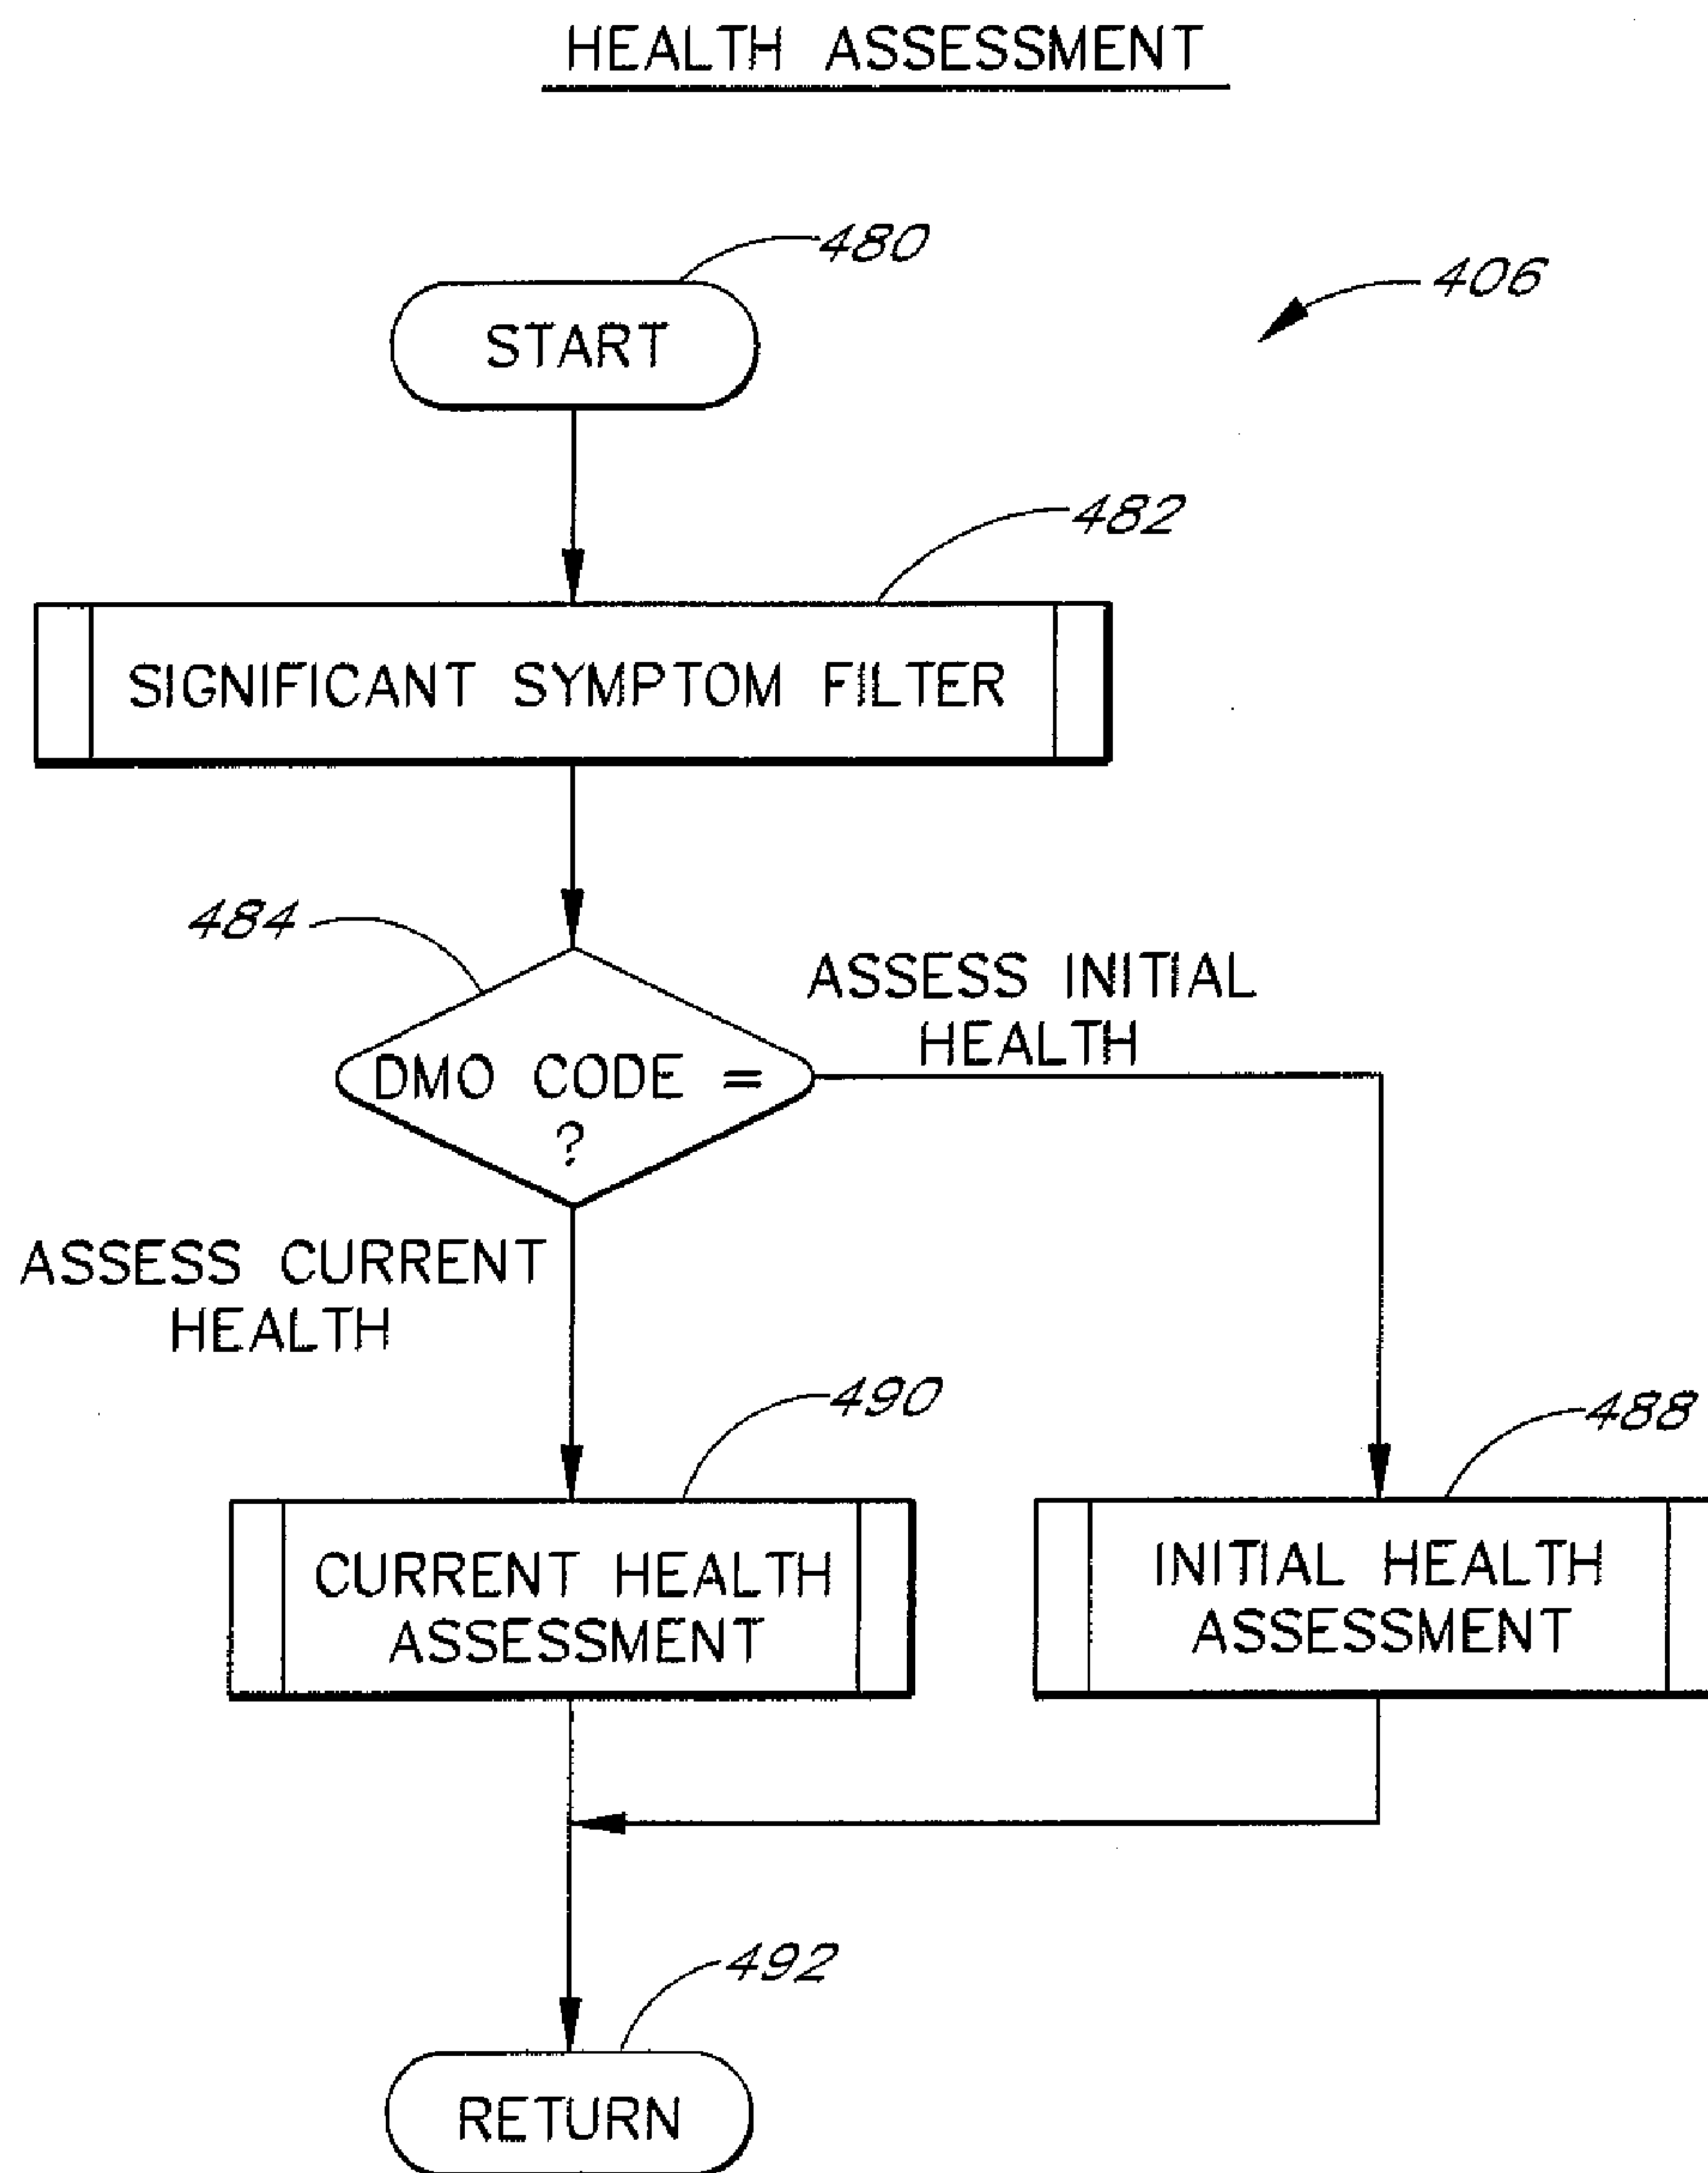 HEALTH ASSESSMENT
480
406
START
482
SIGNIFICANT SYMPTOM FILTER
484
ASSESS INITIAL
HEALTH
DMO CODE =
?
ASSESS CURRENT
HEALTH
490
488
CURRENT HEALTH
ASSESSMENT
INITIAL HEALTH
ASSESSMENT
492
RETURN